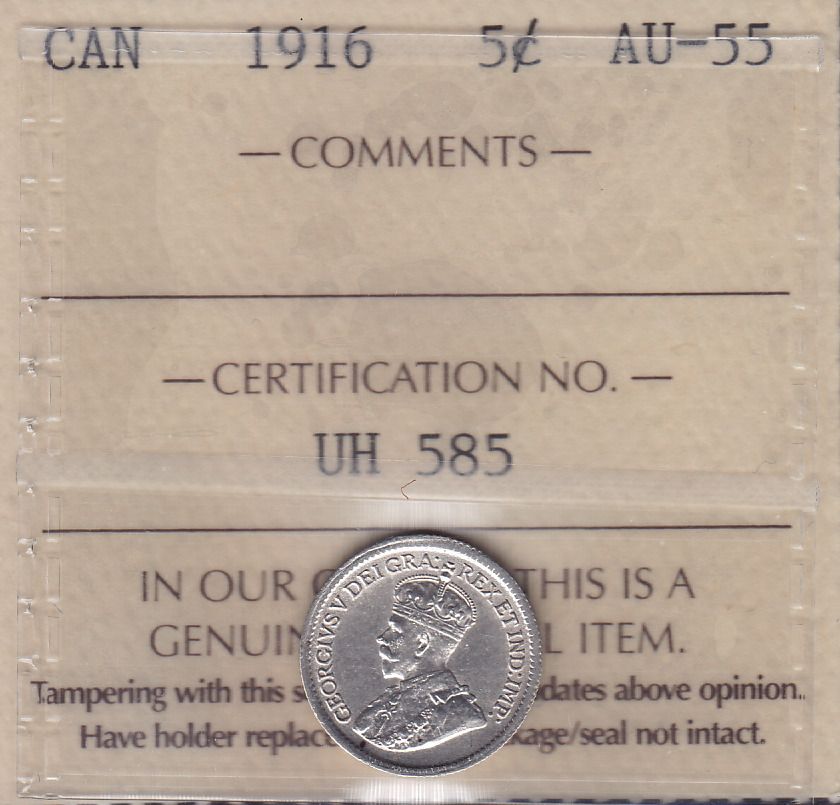 CAN 1916 5¢ AU-55
— COMMENTS —
— CERTIFICATION NO. —
UH 585
IN OUR THIS IS A
GENUIN L ITEM.
Tampering with this s dates above opinion.
Have holder replac kage/seal not intact.
GEORGIVS V DEI GRA: REX ET IND: IMP: